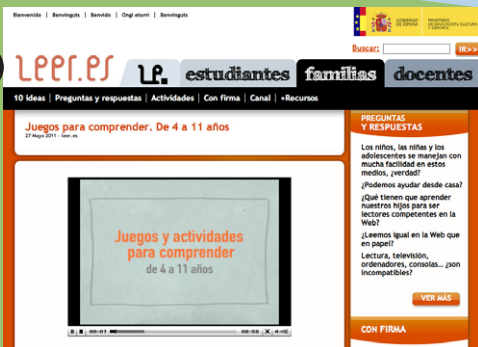 Bienvenido | Benvinguts | Benvido | Ongi etorri | Benvinguts
GOBIERNO DE ESPAÑA
MINISTERIO DE EDUCACIÓN, CULTURA Y DEPORTE
Buscar: IR>>
Leer.es LP. estudiantes familias docentes
10 ideas | Preguntas y respuestas | Actividades | Con firma | Canal | +Recursos
Juegos para comprender. De 4 a 11 años
27 Mayo 2011 - leer.es
Juegos y actividades
para comprender
de 4 a 11 años
00:01 02:58
PREGUNTAS
Y RESPUESTAS
Los niños, las niñas y los
adolescentes se manejan con
mucha facilidad en estos
medios, ¿verdad?
¿Podemos ayudar desde casa?
¿Qué tienen que aprender
nuestros hijos para ser
lectores competentes en la
Web?
¿Leemos igual en la Web que
en papel?
Lectura, televisión,
ordenadores, consolas... ¿son
incompatibles?
VER MÁS
CON FIRMA